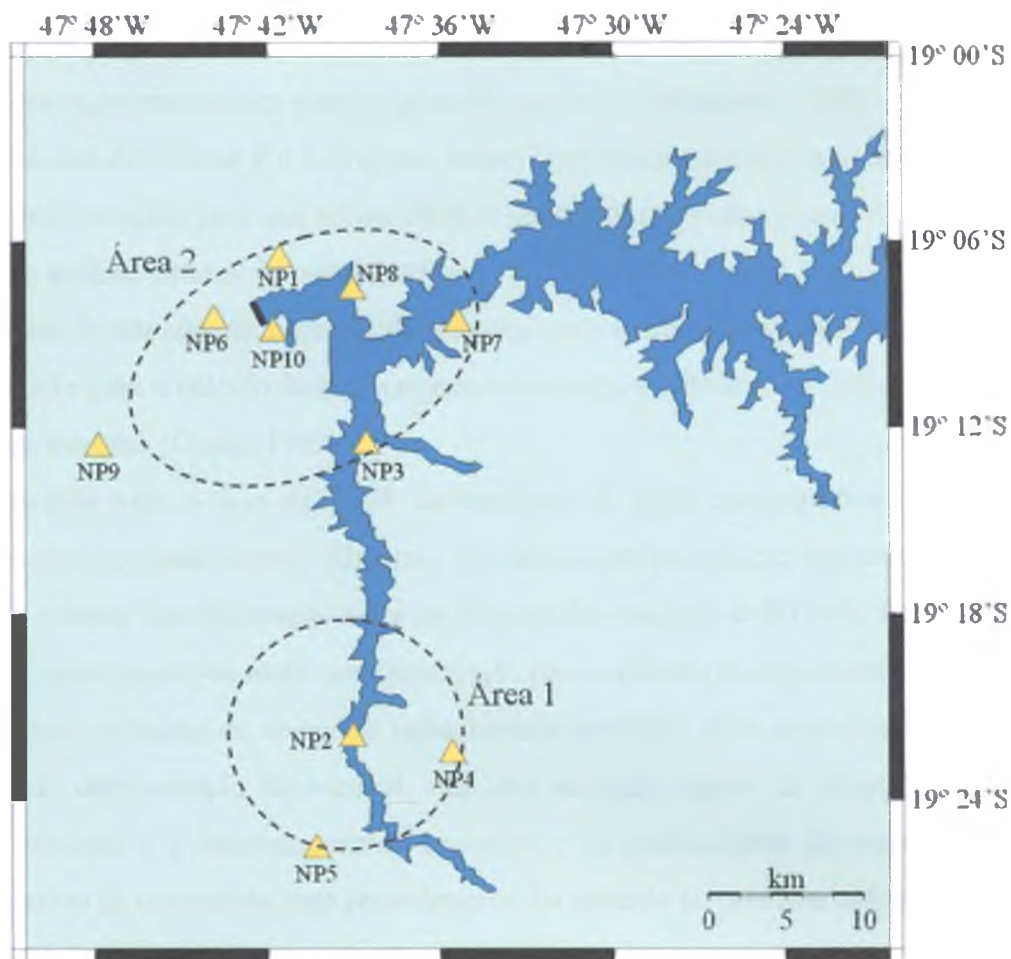 47° 48´W 47° 42´W 47° 36´W 47° 30´W 47° 24´W
19° 00´S
19° 06´S
Área 2
NP1
NP8
NP6
NP10
NP7
19° 12´S
NP9
NP3
19° 18´S
Área 1
NP2
NP4
19° 24´S
NP5
km
0 5 10